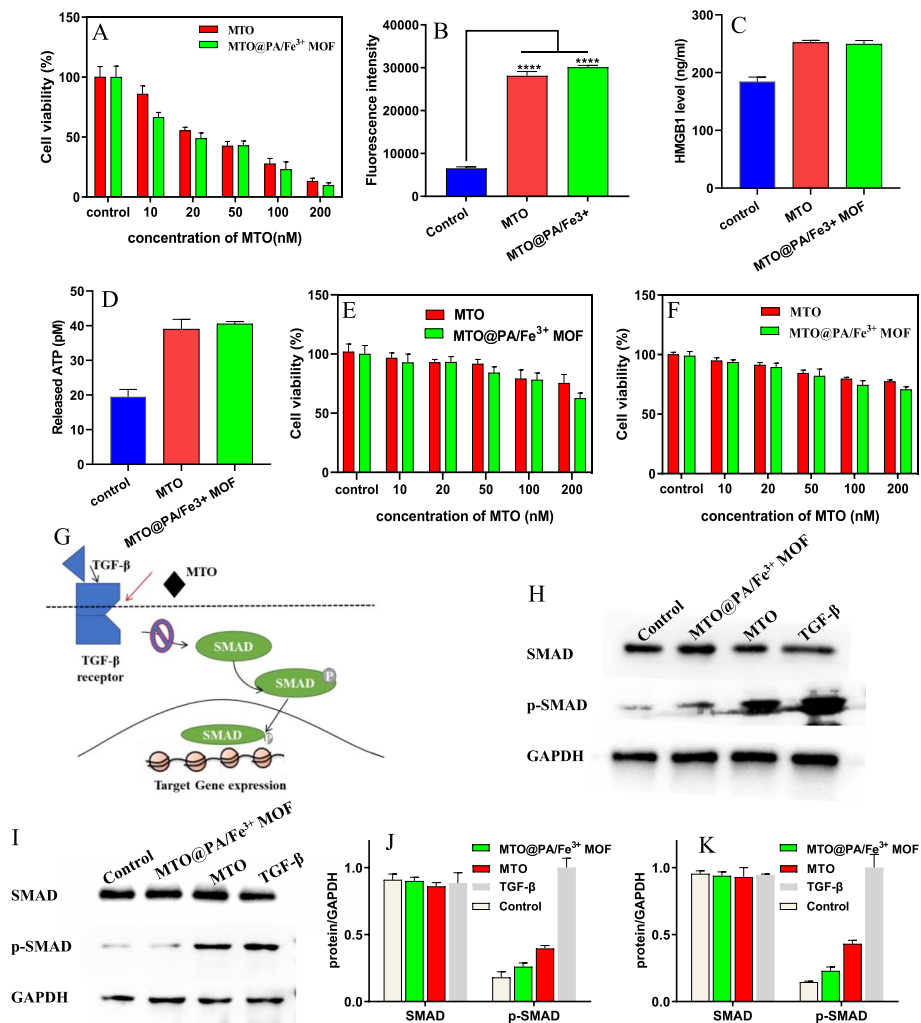 A
Cell viability (%)
150
100
50
0
MTO
MTO@PA/Fe³⁺ MOF
control 10 20 50 100 200
concentration of MTO(nM)
B
Fluorescence intensity
40000
30000
20000
10000
0
**** ****
Control
MTO
MTO@PA/Fe3+
C
HMGB1 level (ng/ml)
300
200
100
0
control
MTO
MTO@PA/Fe3+ MOF
D
Released ATP (pM)
50
40
30
20
10
0
control
MTO
MTO@PA/Fe3+ MOF
E
Cell viability (%)
150
100
50
0
MTO
MTO@PA/Fe³⁺ MOF
control 10 20 50 100 200
concentration of MTO (nM)
F
Cell viability (%)
150
100
50
0
MTO
MTO@PA/Fe³⁺ MOF
control 10 20 50 100 200
concentration of MTO (nM)
G
TGF-β
MTO
TGF-β
receptor
SMAD
SMAD
P
SMAD
P
Target Gene expression
H
Control
MTO@PA/Fe³⁺ MOF
MTO
TGF-β
SMAD
p-SMAD
GAPDH
I
Control
MTO@PA/Fe³⁺ MOF
MTO
TGF-β
SMAD
p-SMAD
GAPDH
J
protein/GAPDH
1.0
0.5
0.0
MTO@PA/Fe³⁺ MOF
MTO
TGF-β
Control
SMAD p-SMAD
K
protein/GAPDH
1.0
0.5
0.0
MTO@PA/Fe³⁺ MOF
MTO
TGF-β
Control
SMAD p-SMAD